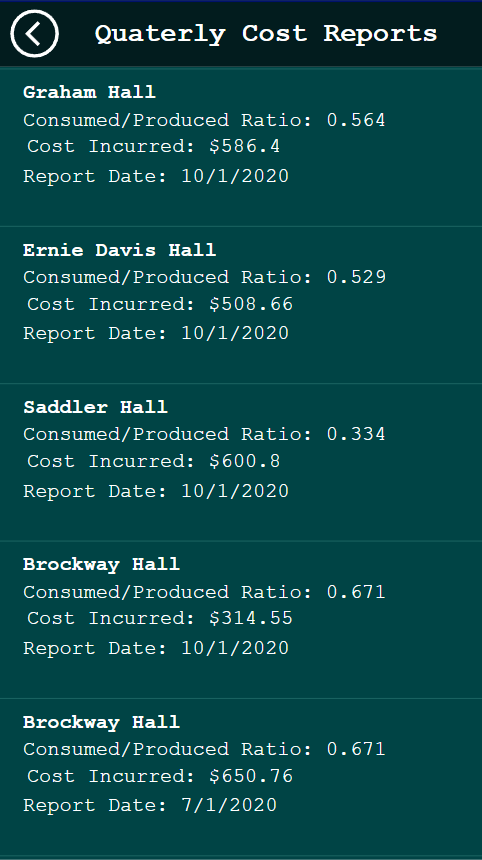 Quaterly Cost Reports
Graham Hall
Consumed/Produced Ratio: 0.564
Cost Incurred: $586.4
Report Date: 10/1/2020
Ernie Davis Hall
Consumed/Produced Ratio: 0.529
Cost Incurred: $508.66
Report Date: 10/1/2020
Saddler Hall
Consumed/Produced Ratio: 0.334
Cost Incurred: $600.8
Report Date: 10/1/2020
Brockway Hall
Consumed/Produced Ratio: 0.671
Cost Incurred: $314.55
Report Date: 10/1/2020
Brockway Hall
Consumed/Produced Ratio: 0.671
Cost Incurred: $650.76
Report Date: 7/1/2020